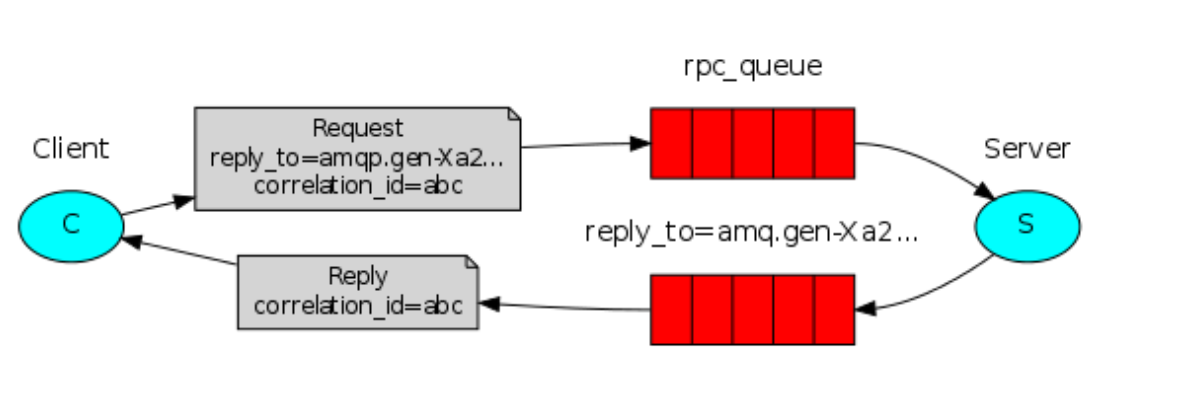 rpc_queue
Client
Request
reply_to=amqp.gen-Xa2...
correlation_id=abc
Server
C
S
reply_to=amq.gen-Xa2...
Reply
correlation_id=abc